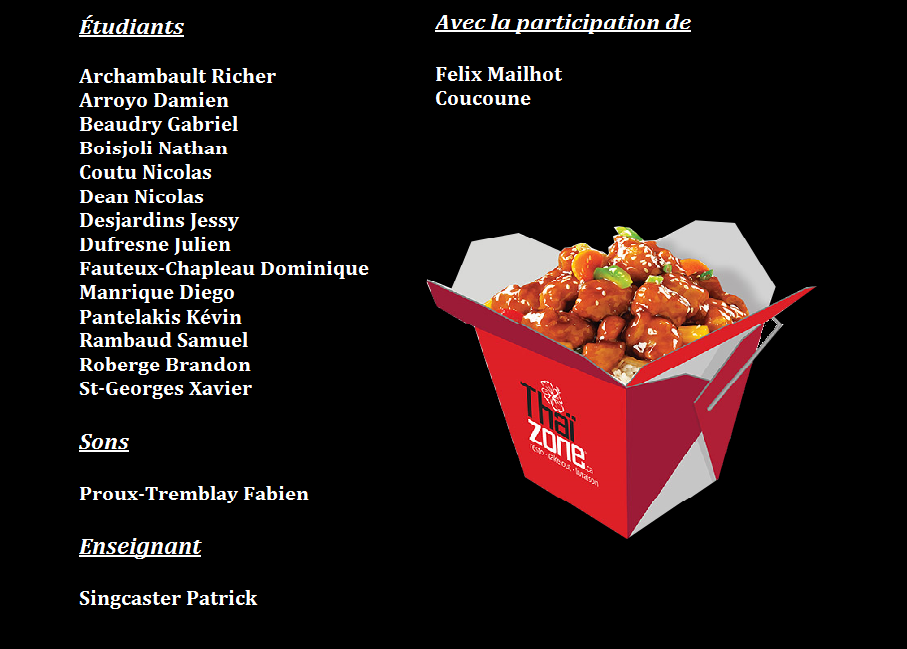 Étudiants
Archambault Richer
Arroyo Damien
Beaudry Gabriel
Boisjoli Nathan
Coutu Nicolas
Dean Nicolas
Desjardins Jessy
Dufresne Julien
Fauteux-Chapleau Dominique
Manrique Diego
Pantelakis Kévin
Rambaud Samuel
Roberge Brandon
St-Georges Xavier
Sons
Proux-Tremblay Fabien
Enseignant
Singcaster Patrick
Avec la participation de
Felix Mailhot
Coucoune
Thaï
zone
livraison